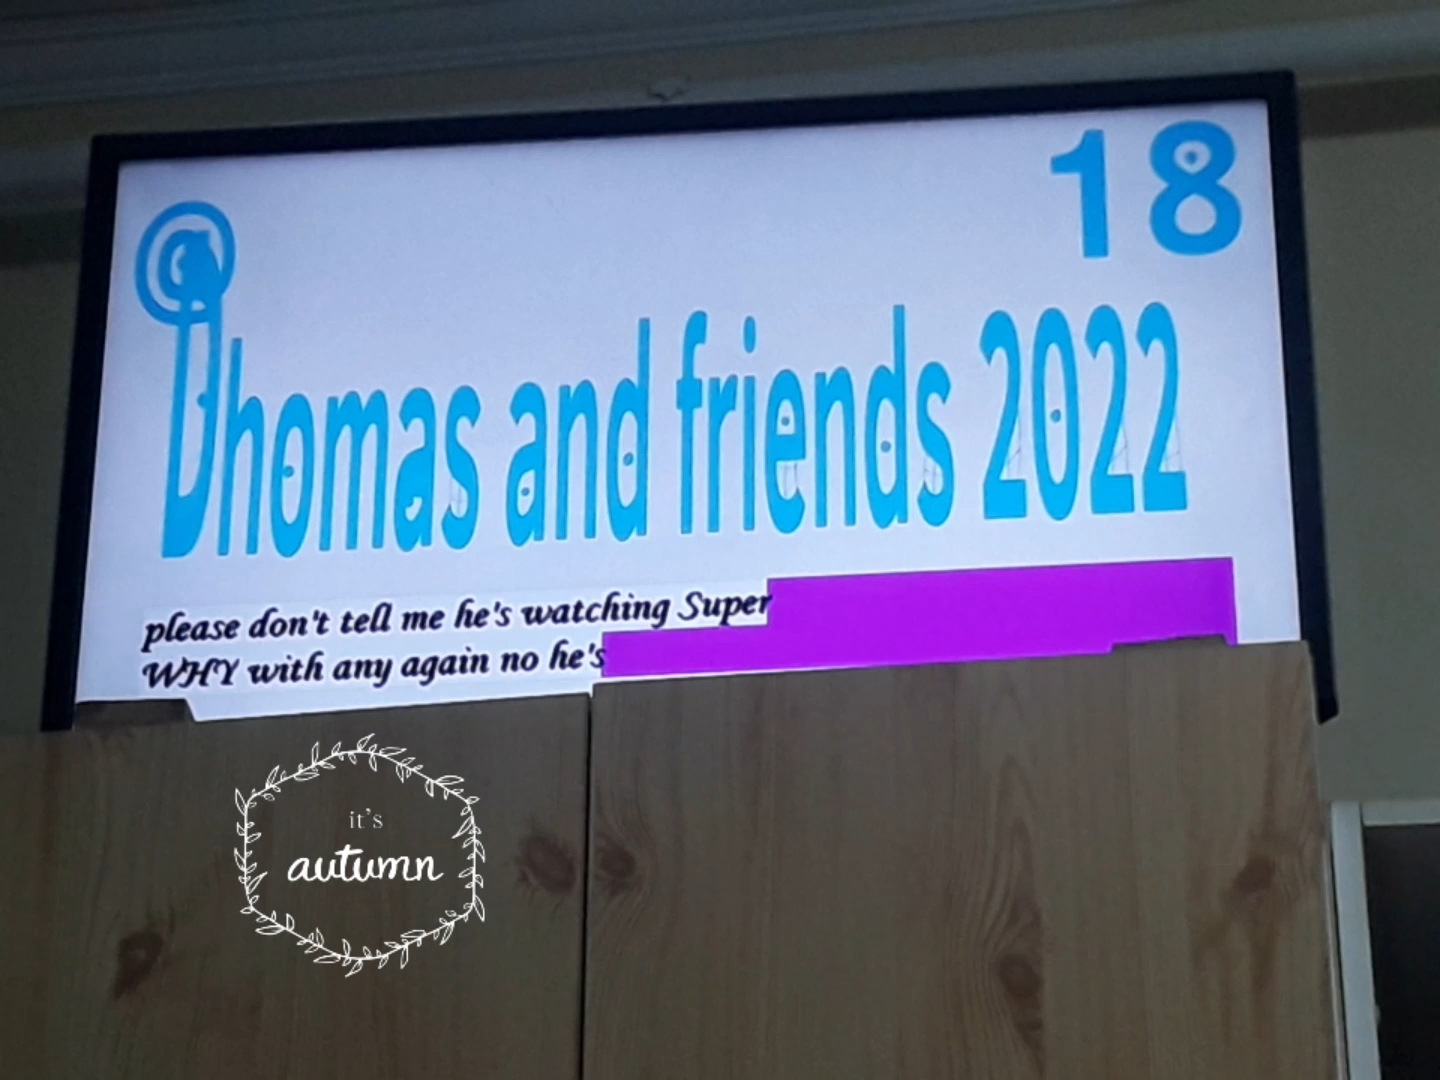 18
Dhomas and friends 2022
please don't tell me he's watching Super
WHY with any again no he's
it's
autumn